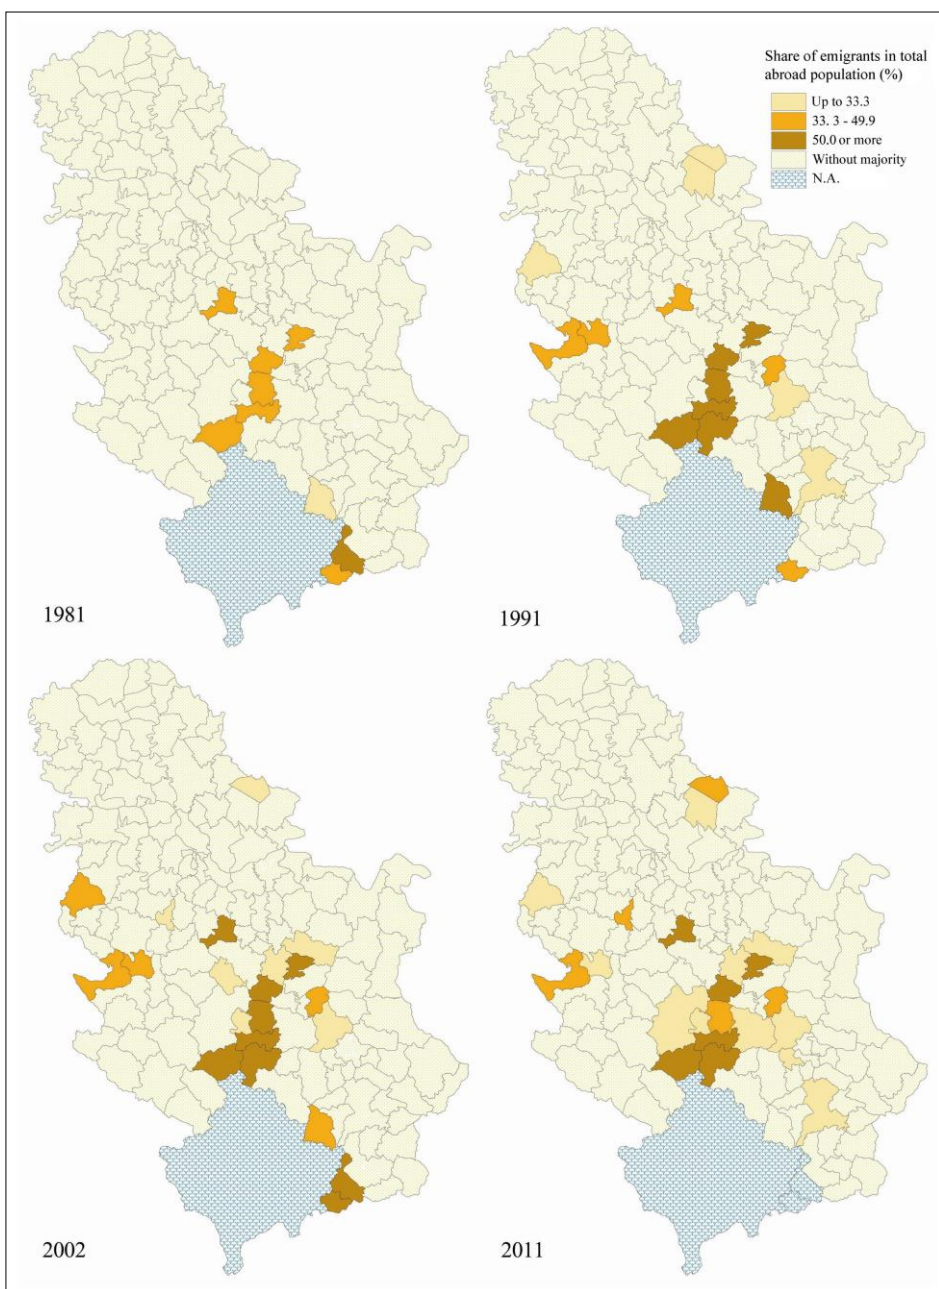 Share of emigrants in total
abroad population (%)
Up to 33.3
33. 3 - 49.9
50.0 or more
Without majority
N.A.
1981
1991
2002
2011